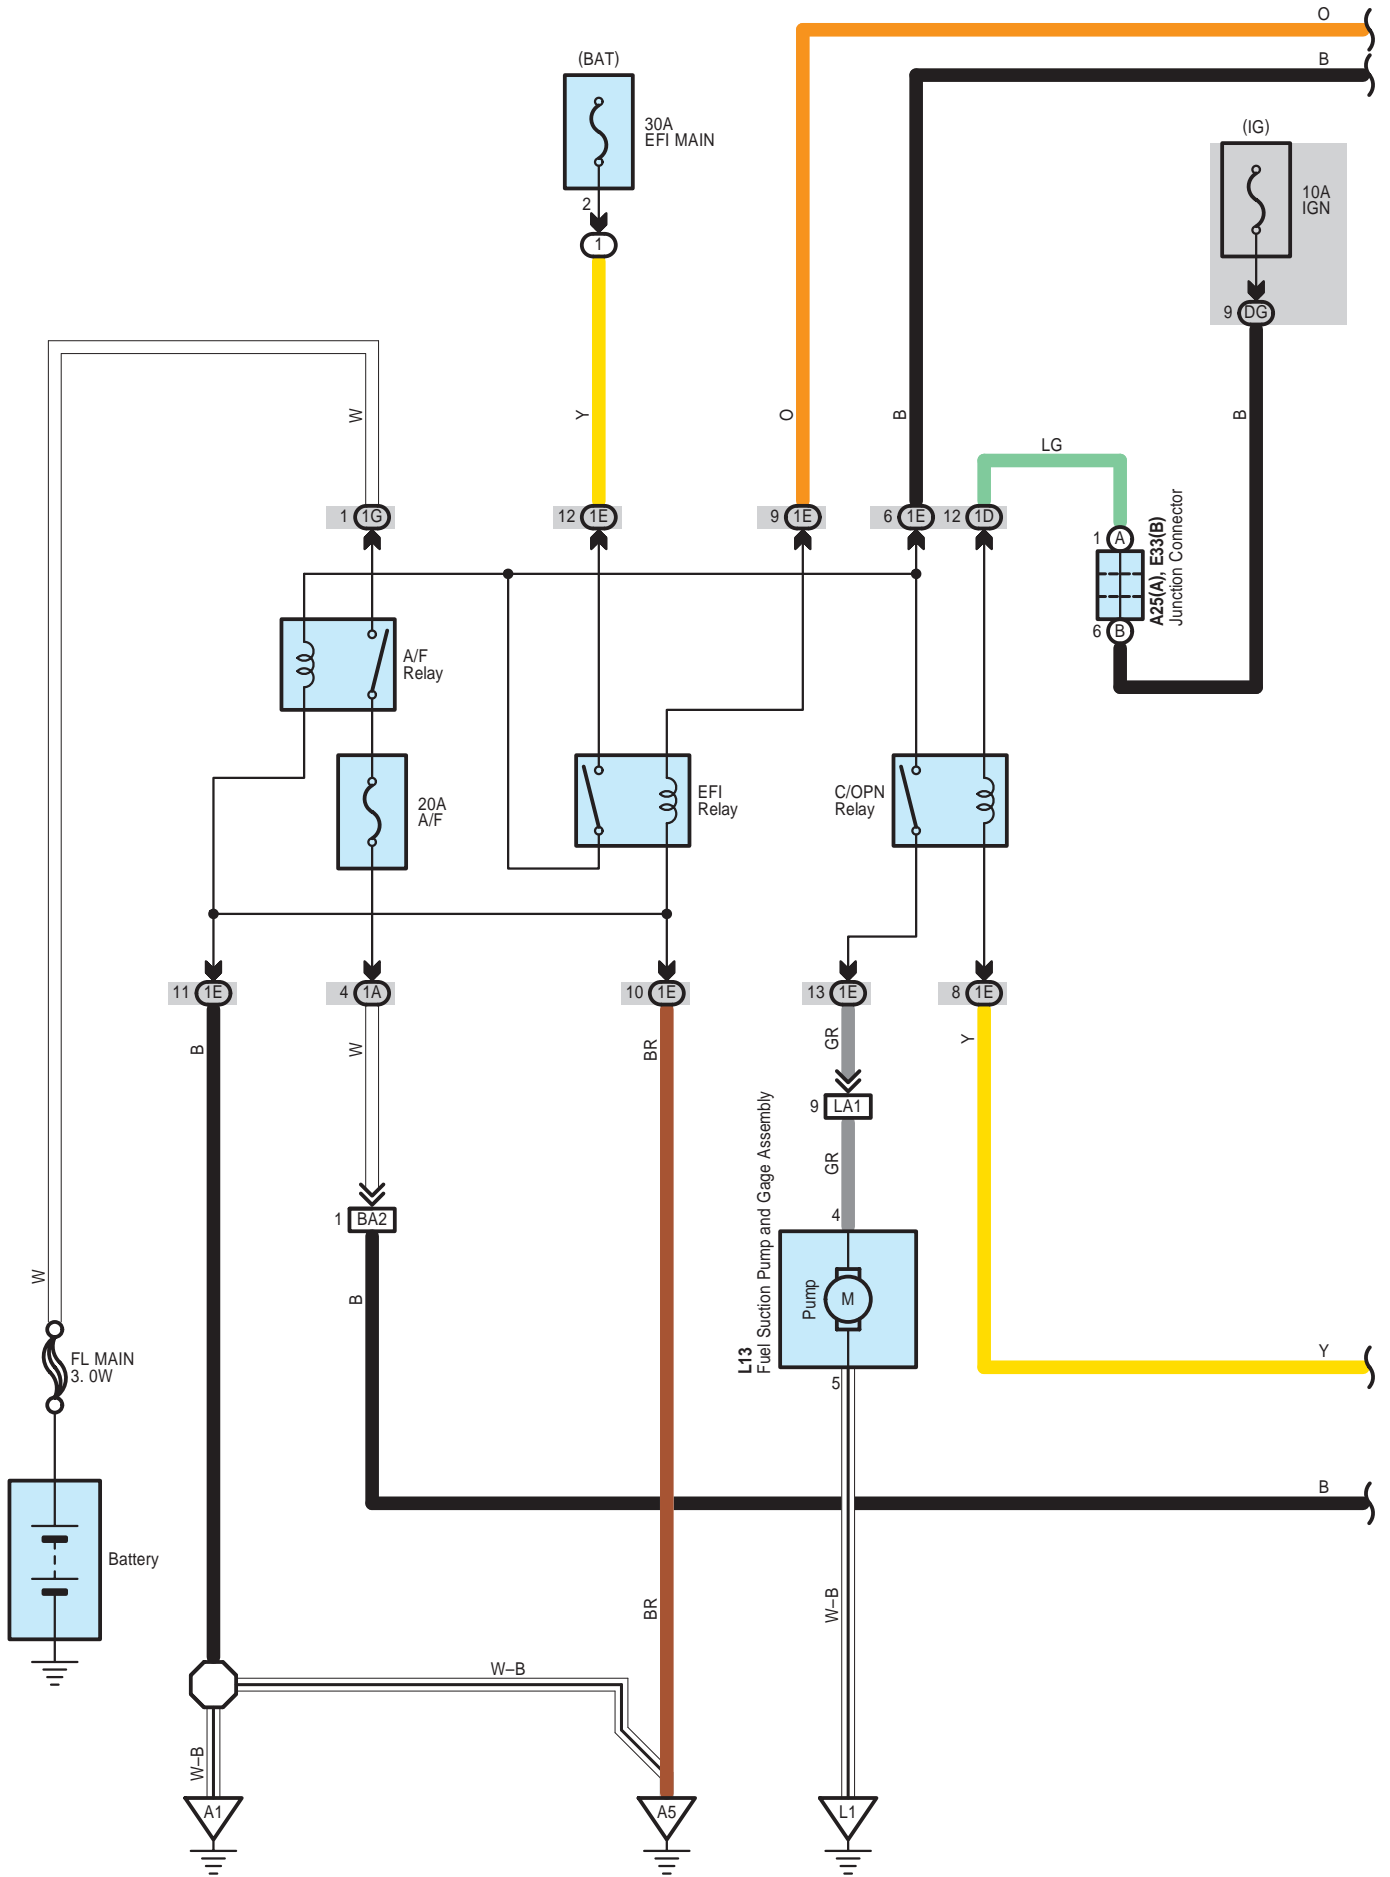 O
B
(BAT)
30A
EFI MAIN
2
1
(IG)
10A
IGN
9 DG
W
Y
O
B
B
LG
1 1G
12 1E
9 1E
6 1E
12 1D
1 A
A25(A), E33(B)
Junction Connector
6 B
A/F
Relay
20A
A/F
EFI
Relay
C/OPN
Relay
11 1E
4 1A
10 1E
13 1E
8 1E
B
W
BR
GR
Y
9 LA1
GR
1 BA2
4
L13
Fuel Suction Pump and Gage Assembly
Pump
M
5
W
B
FL MAIN
3. 0W
Y
B
Battery
BR
W–B
W–B
W–B
A1
A5
L1